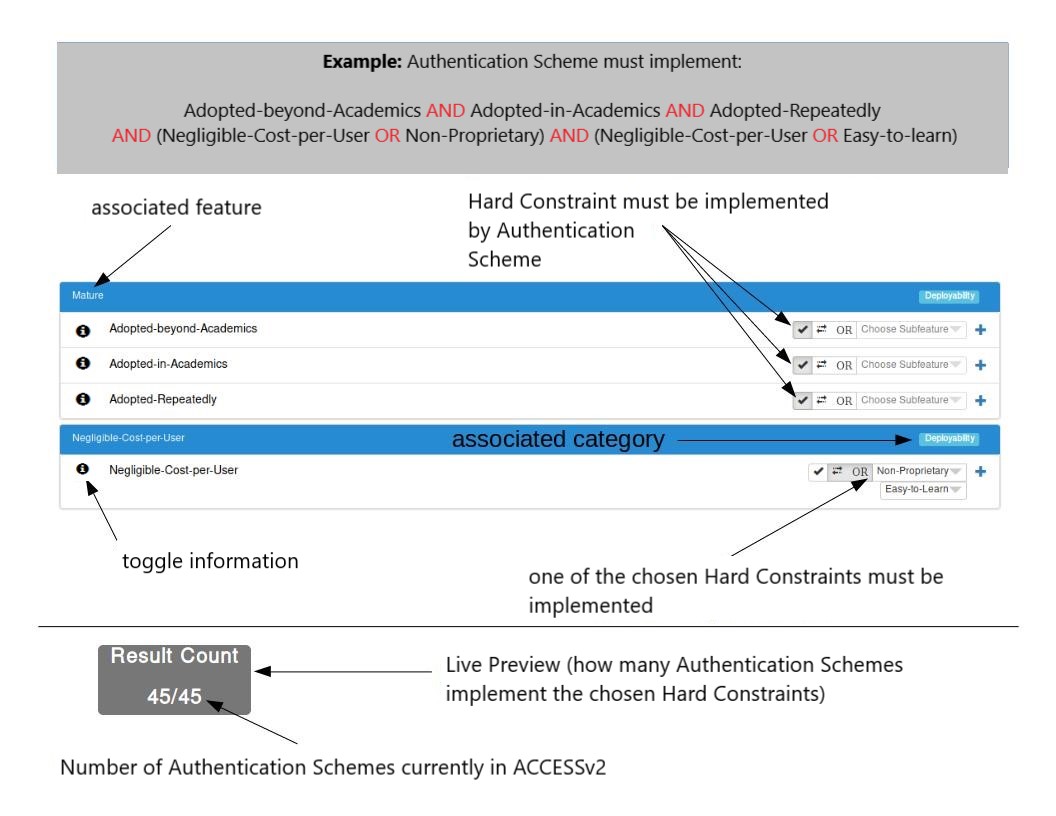 Example: Authentication Scheme must implement:
Adopted-beyond-Academics AND Adopted-in-Academics AND Adopted-Repeatedly
AND (Negligible-Cost-per-User OR Non-Proprietary) AND (Negligible-Cost-per-User OR Easy-to-learn)
associated feature
Hard Constraint must be implemented
by Authentication
Scheme
Mature Deployability
Adopted-beyond-Academics OR Choose Subfeature
Adopted-in-Academics OR Choose Subfeature
Adopted-Repeatedly OR Choose Subfeature
Negligible-Cost-per-User associated category Deployability
Negligible-Cost-per-User OR Non-Proprietary
Easy-to-Learn
toggle information
one of the chosen Hard Constraints must be
implemented
Result Count
45/45
Live Preview (how many Authentication Schemes
implement the chosen Hard Constraints)
Number of Authentication Schemes currently in ACCESSv2